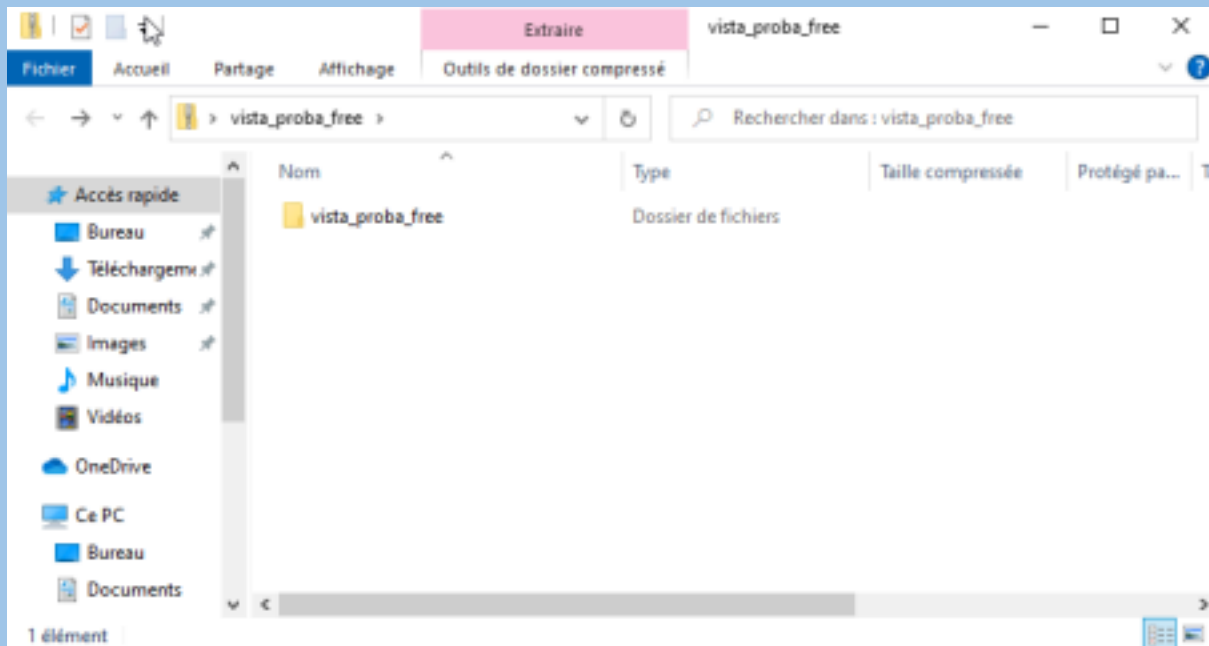 Extraire
vista_proba_free
Fichier Accueil Partage Affichage Outils de dossier compressé
vista_proba_free
Rechercher dans : vista_proba_free
Nom Type Taille compressée Protégé pa... T
Accès rapide
vista_proba_free Dossier de fichiers
Bureau
Téléchargeme
Documents
Images
Musique
Vidéos
OneDrive
Ce PC
Bureau
Documents
1 élément